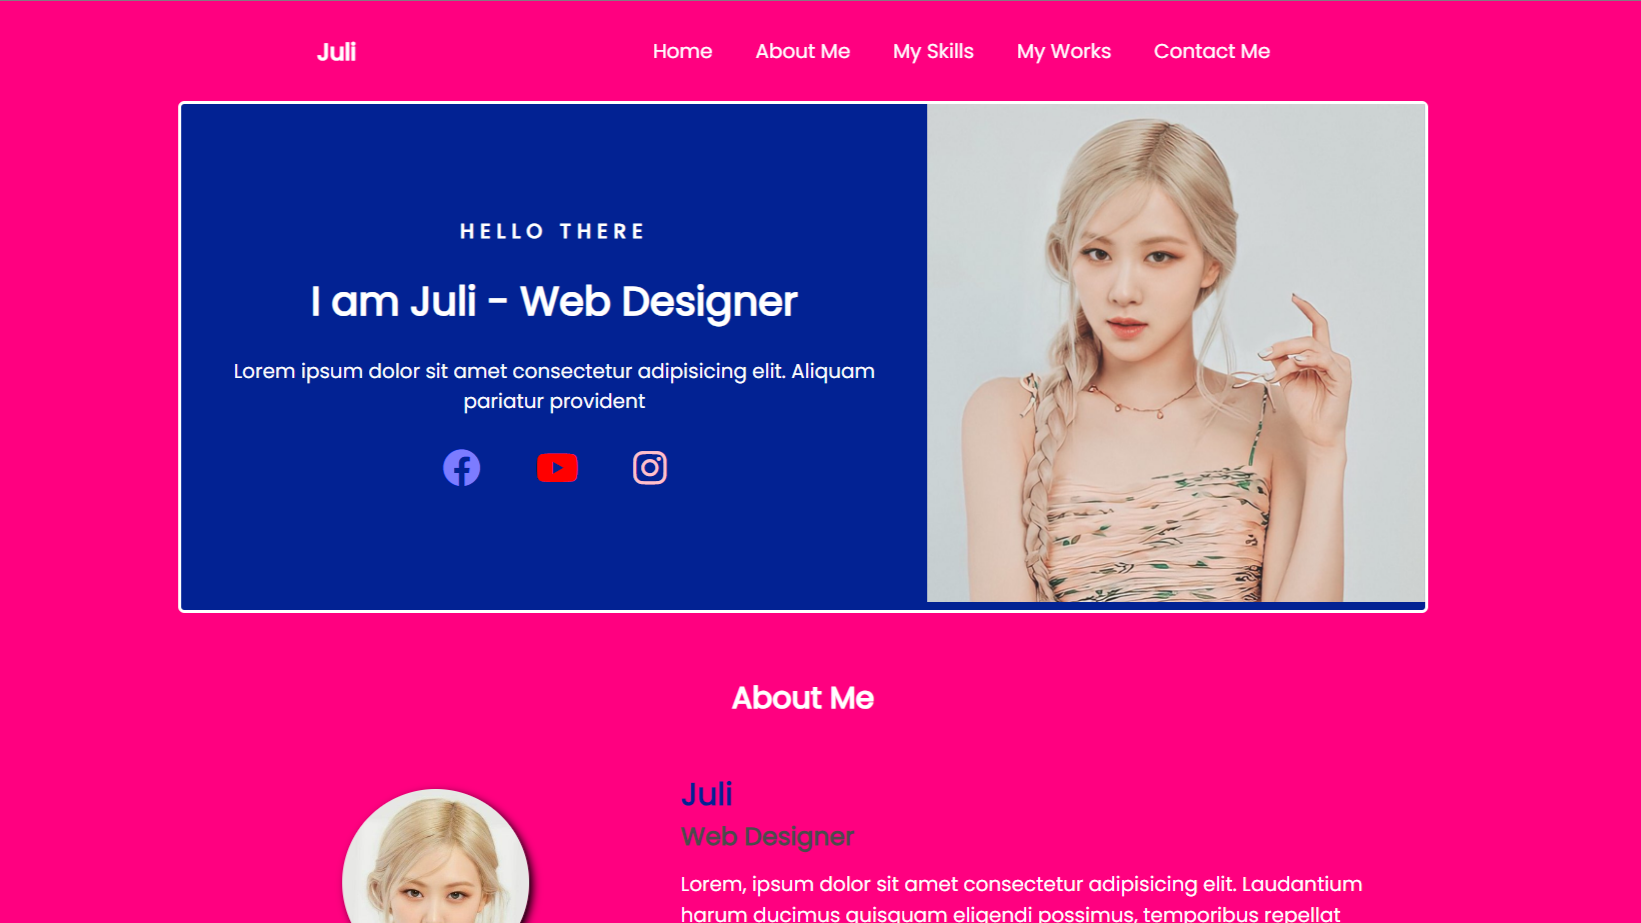 Juli
Home
About Me
My Skills
My Works
Contact Me
HELLO THERE
I am Juli - Web Designer
Lorem ipsum dolor sit amet consectetur adipisicing elit. Aliquam
pariatur provident
About Me
Juli
Web Designer
Lorem, ipsum dolor sit amet consectetur adipisicing elit. Laudantium
harum ducimus quisquam eligendi possimus, temporibus repellat